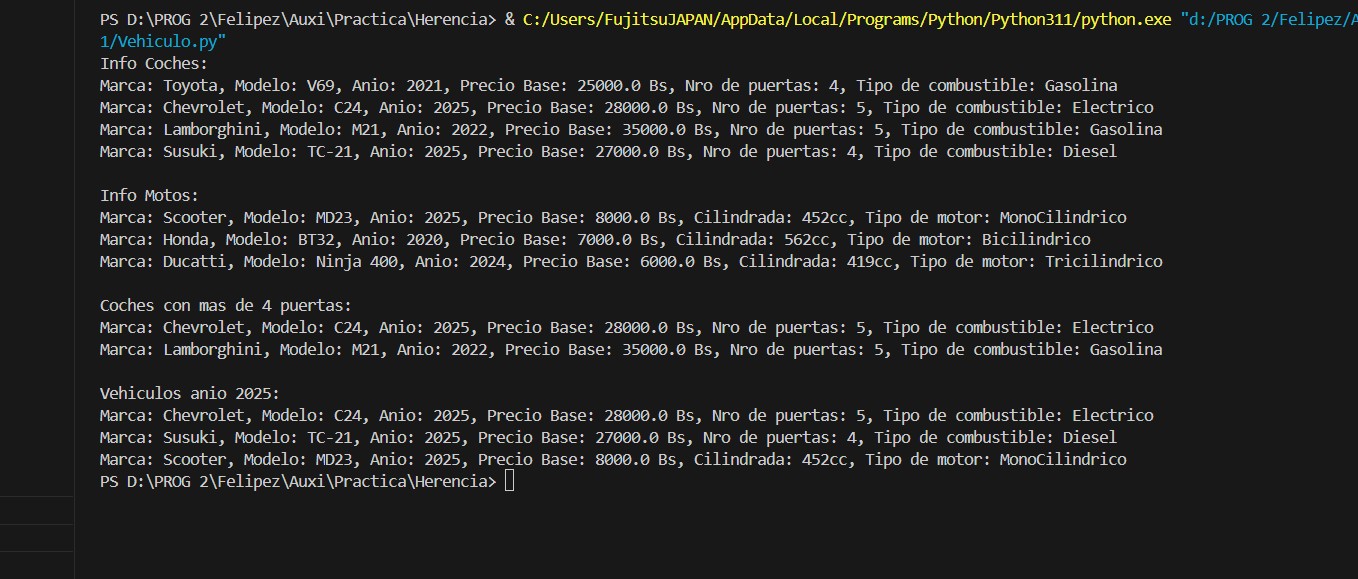 PS D:\PROG 2\Felipez\Auxi\Practica\Herencia> & C:/Users/FujitsuJAPAN/AppData/Local/Programs/Python/Python311/python.exe "d:/PROG 2/Felipez/A
1/Vehiculo.py"
Info Coches:
Marca: Toyota, Modelo: V69, Anio: 2021, Precio Base: 25000.0 Bs, Nro de puertas: 4, Tipo de combustible: Gasolina
Marca: Chevrolet, Modelo: C24, Anio: 2025, Precio Base: 28000.0 Bs, Nro de puertas: 5, Tipo de combustible: Electrico
Marca: Lamborghini, Modelo: M21, Anio: 2022, Precio Base: 35000.0 Bs, Nro de puertas: 5, Tipo de combustible: Gasolina
Marca: Susuki, Modelo: TC-21, Anio: 2025, Precio Base: 27000.0 Bs, Nro de puertas: 4, Tipo de combustible: Diesel
Info Motos:
Marca: Scooter, Modelo: MD23, Anio: 2025, Precio Base: 8000.0 Bs, Cilindrada: 452cc, Tipo de motor: MonoCilindrico
Marca: Honda, Modelo: BT32, Anio: 2020, Precio Base: 7000.0 Bs, Cilindrada: 562cc, Tipo de motor: Bicilindrico
Marca: Ducatti, Modelo: Ninja 400, Anio: 2024, Precio Base: 6000.0 Bs, Cilindrada: 419cc, Tipo de motor: Tricilindrico
Coches con mas de 4 puertas:
Marca: Chevrolet, Modelo: C24, Anio: 2025, Precio Base: 28000.0 Bs, Nro de puertas: 5, Tipo de combustible: Electrico
Marca: Lamborghini, Modelo: M21, Anio: 2022, Precio Base: 35000.0 Bs, Nro de puertas: 5, Tipo de combustible: Gasolina
Vehiculos anio 2025:
Marca: Chevrolet, Modelo: C24, Anio: 2025, Precio Base: 28000.0 Bs, Nro de puertas: 5, Tipo de combustible: Electrico
Marca: Susuki, Modelo: TC-21, Anio: 2025, Precio Base: 27000.0 Bs, Nro de puertas: 4, Tipo de combustible: Diesel
Marca: Scooter, Modelo: MD23, Anio: 2025, Precio Base: 8000.0 Bs, Cilindrada: 452cc, Tipo de motor: MonoCilindrico
PS D:\PROG 2\Felipez\Auxi\Practica\Herencia>